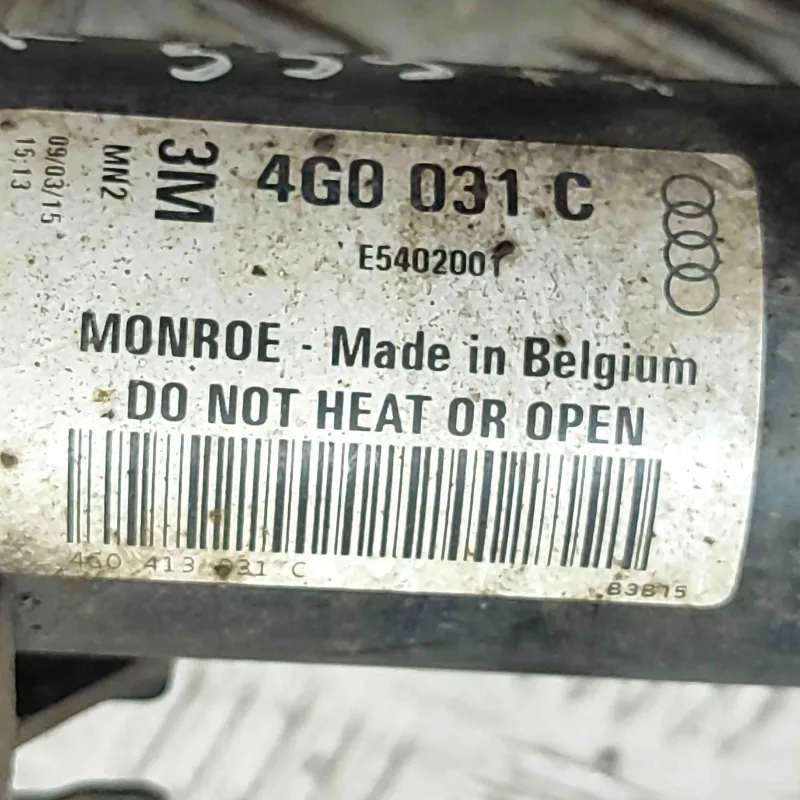 4G0 031 C
3M
MN2
09/03/15
15,13
E5402001
MONROE - Made in Belgium
DO NOT HEAT OR OPEN
4G0 413 031 C
83875